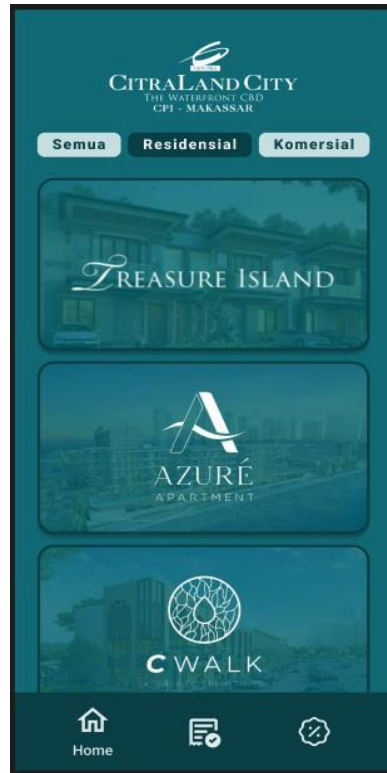 CITRALAND CITY
THE WATERFRONT CBD
CPI - MAKASSAR
Semua Residensial Komersial
TREASURE ISLAND
AZURÉ
APARTMENT
CWALK
Home